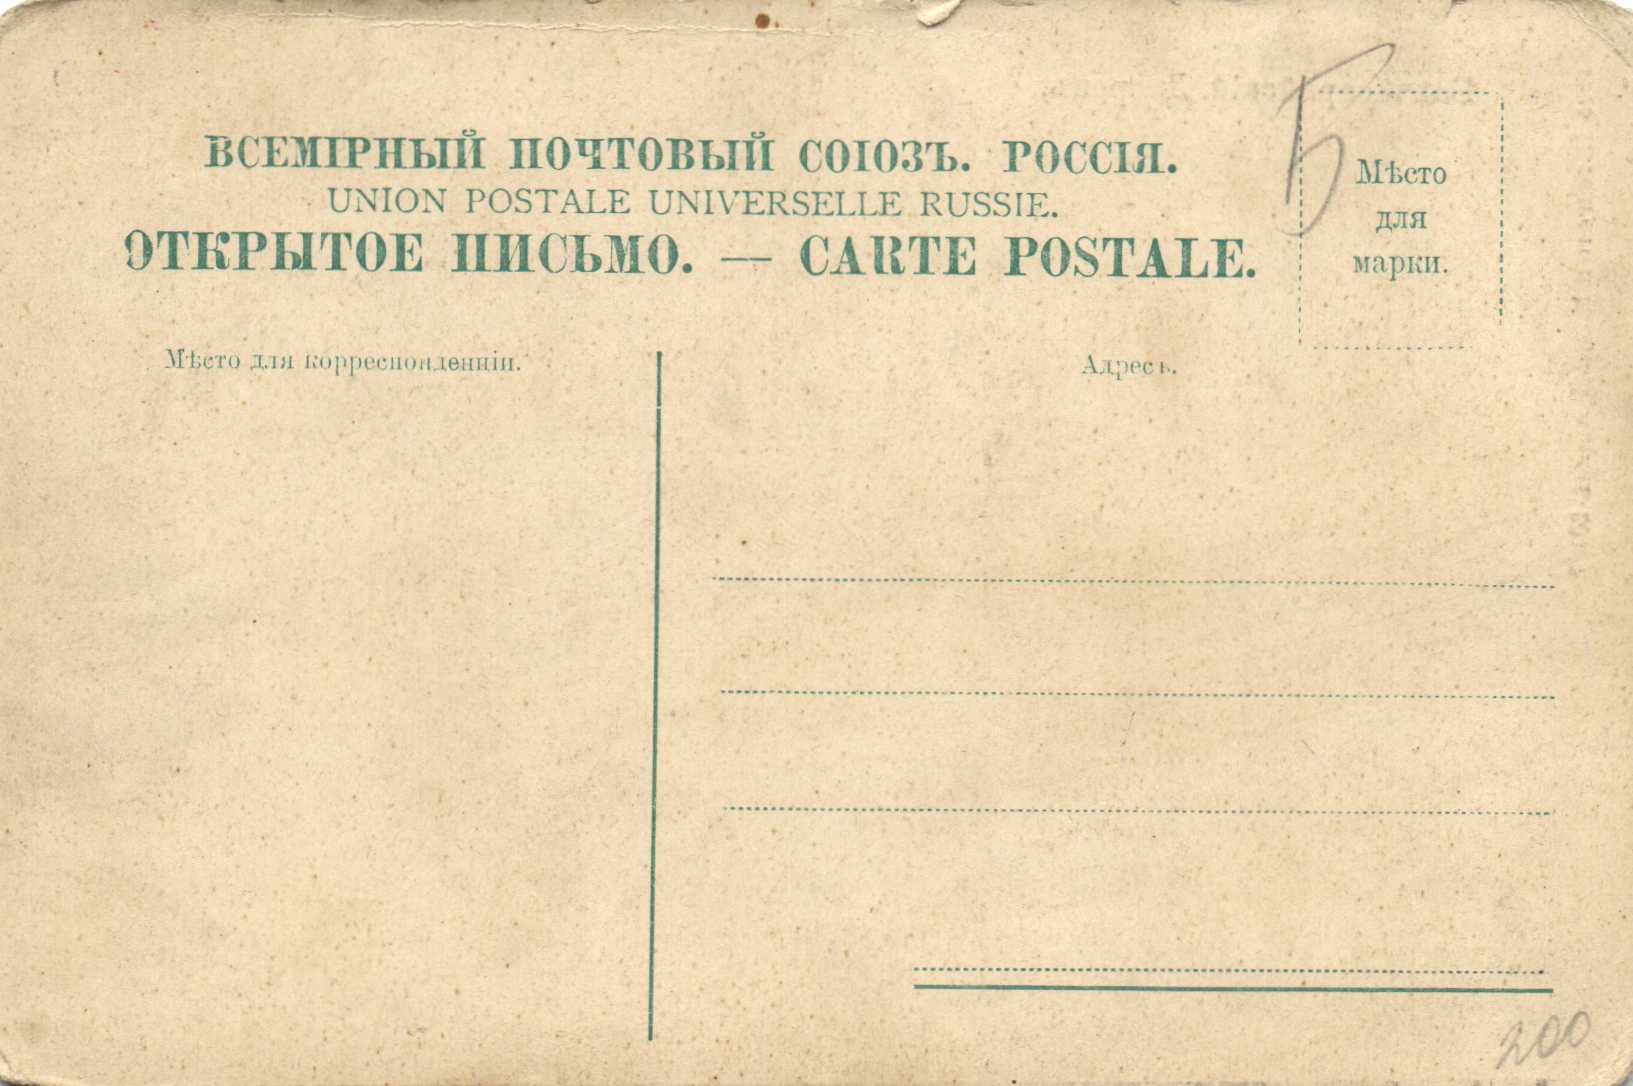 ВСЕМІРНЫЙ ПОЧТОВЫЙ СОЮЗЪ. РОССІЯ.
UNION POSTALE UNIVERSELLE RUSSIE.
ОТКРЫТОЕ ПИСЬМО. — CARTE POSTALE.
Б
Мѣсто
для
марки.
Мѣсто для корреспонденціи.
Адресъ.
200